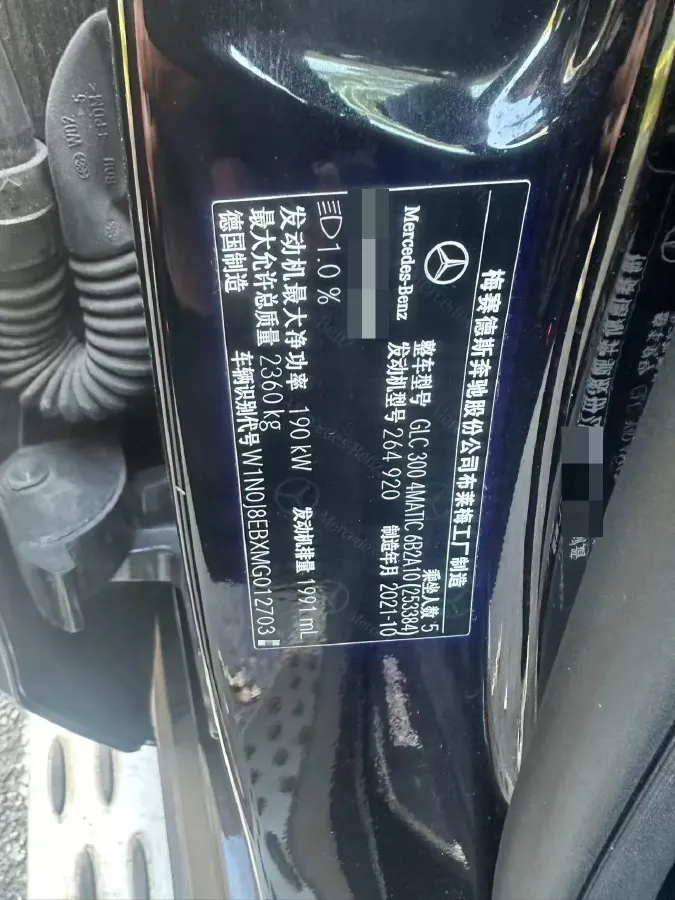 梅赛德斯奔驰股份公司布莱梅工厂制造
Mercedes-Benz
整车型号 GLC 300 4MATIC 6B2A10(253384)
乘坐人数 5
发动机型号 264 920
制造年月 2021-10
1.0 %
发动机最大净功率 190 kW
发动机排量 1991 mL
最大允许总质量 2360 kg
德国制造
车辆识别代号 W1N0J8EBXMG012703